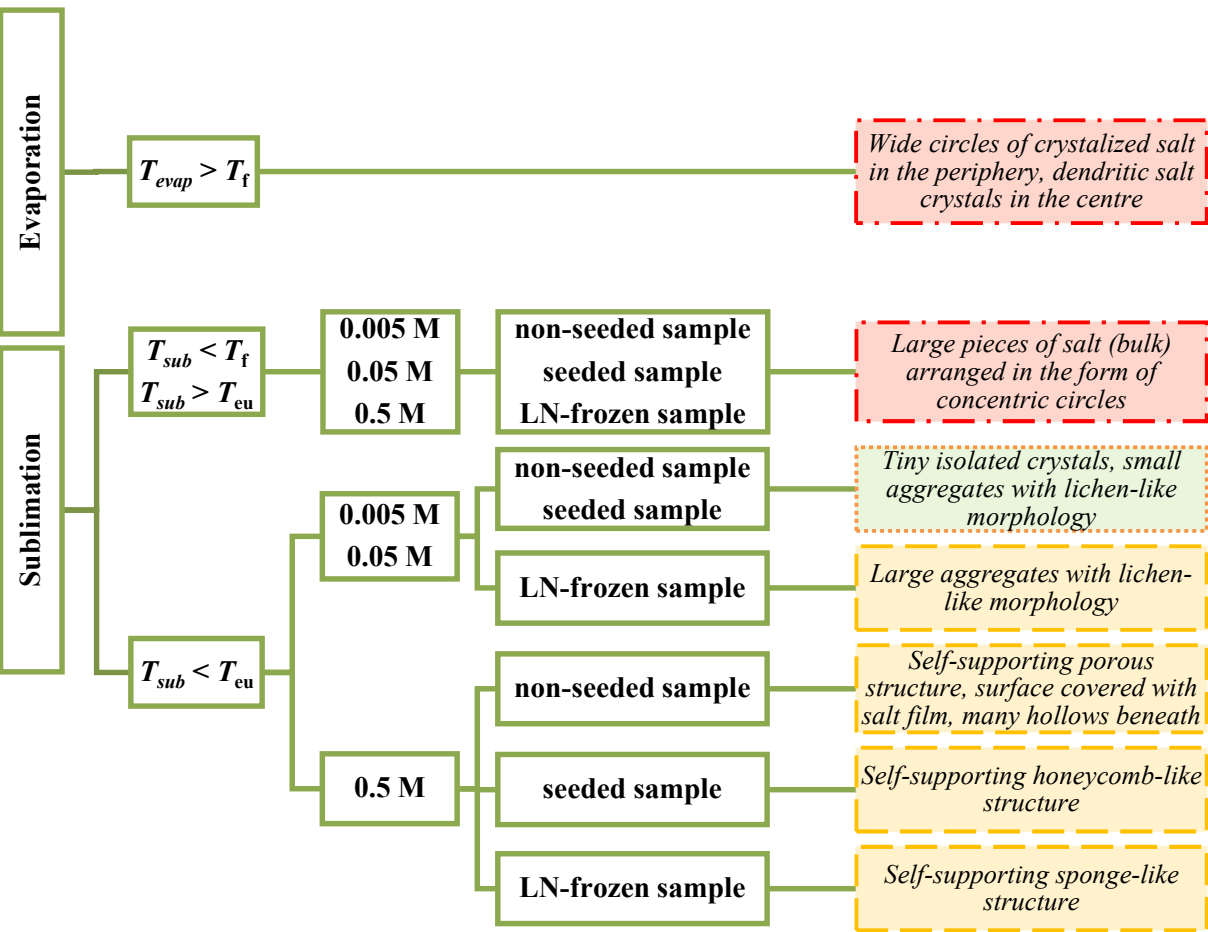 Evaporation
T_evap > T_f
Wide circles of crystalized salt
in the periphery, dendritic salt
crystals in the centre
Sublimation
T_sub < T_f
T_sub > T_eu
0.005 M
0.05 M
0.5 M
non-seeded sample
seeded sample
LN-frozen sample
Large pieces of salt (bulk)
arranged in the form of
concentric circles
T_sub < T_eu
0.005 M
0.05 M
non-seeded sample
seeded sample
Tiny isolated crystals, small
aggregates with lichen-like
morphology
LN-frozen sample
Large aggregates with lichen-
like morphology
0.5 M
non-seeded sample
Self-supporting porous
structure, surface covered with
salt film, many hollows beneath
seeded sample
Self-supporting honeycomb-like
structure
LN-frozen sample
Self-supporting sponge-like
structure